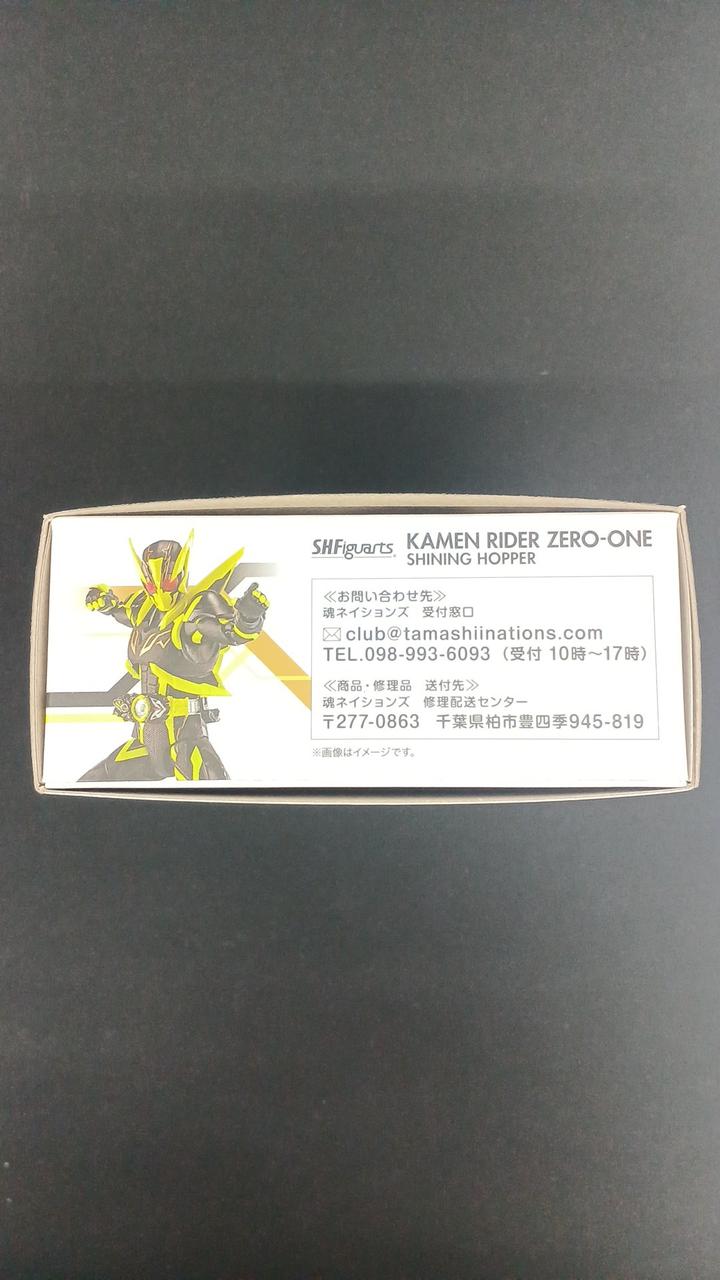 S.H.Figuarts
KAMEN RIDER ZERO-ONE
SHINING HOPPER
≪お問い合わせ先≫
魂ネイションズ 受付窓口
club@tamashiinations.com
TEL.098-993-6093（受付 10時～17時）
≪商品・修理品 送付先≫
魂ネイションズ 修理配送センター
〒277-0863 千葉県柏市豊四季945-819
※画像はイメージです。